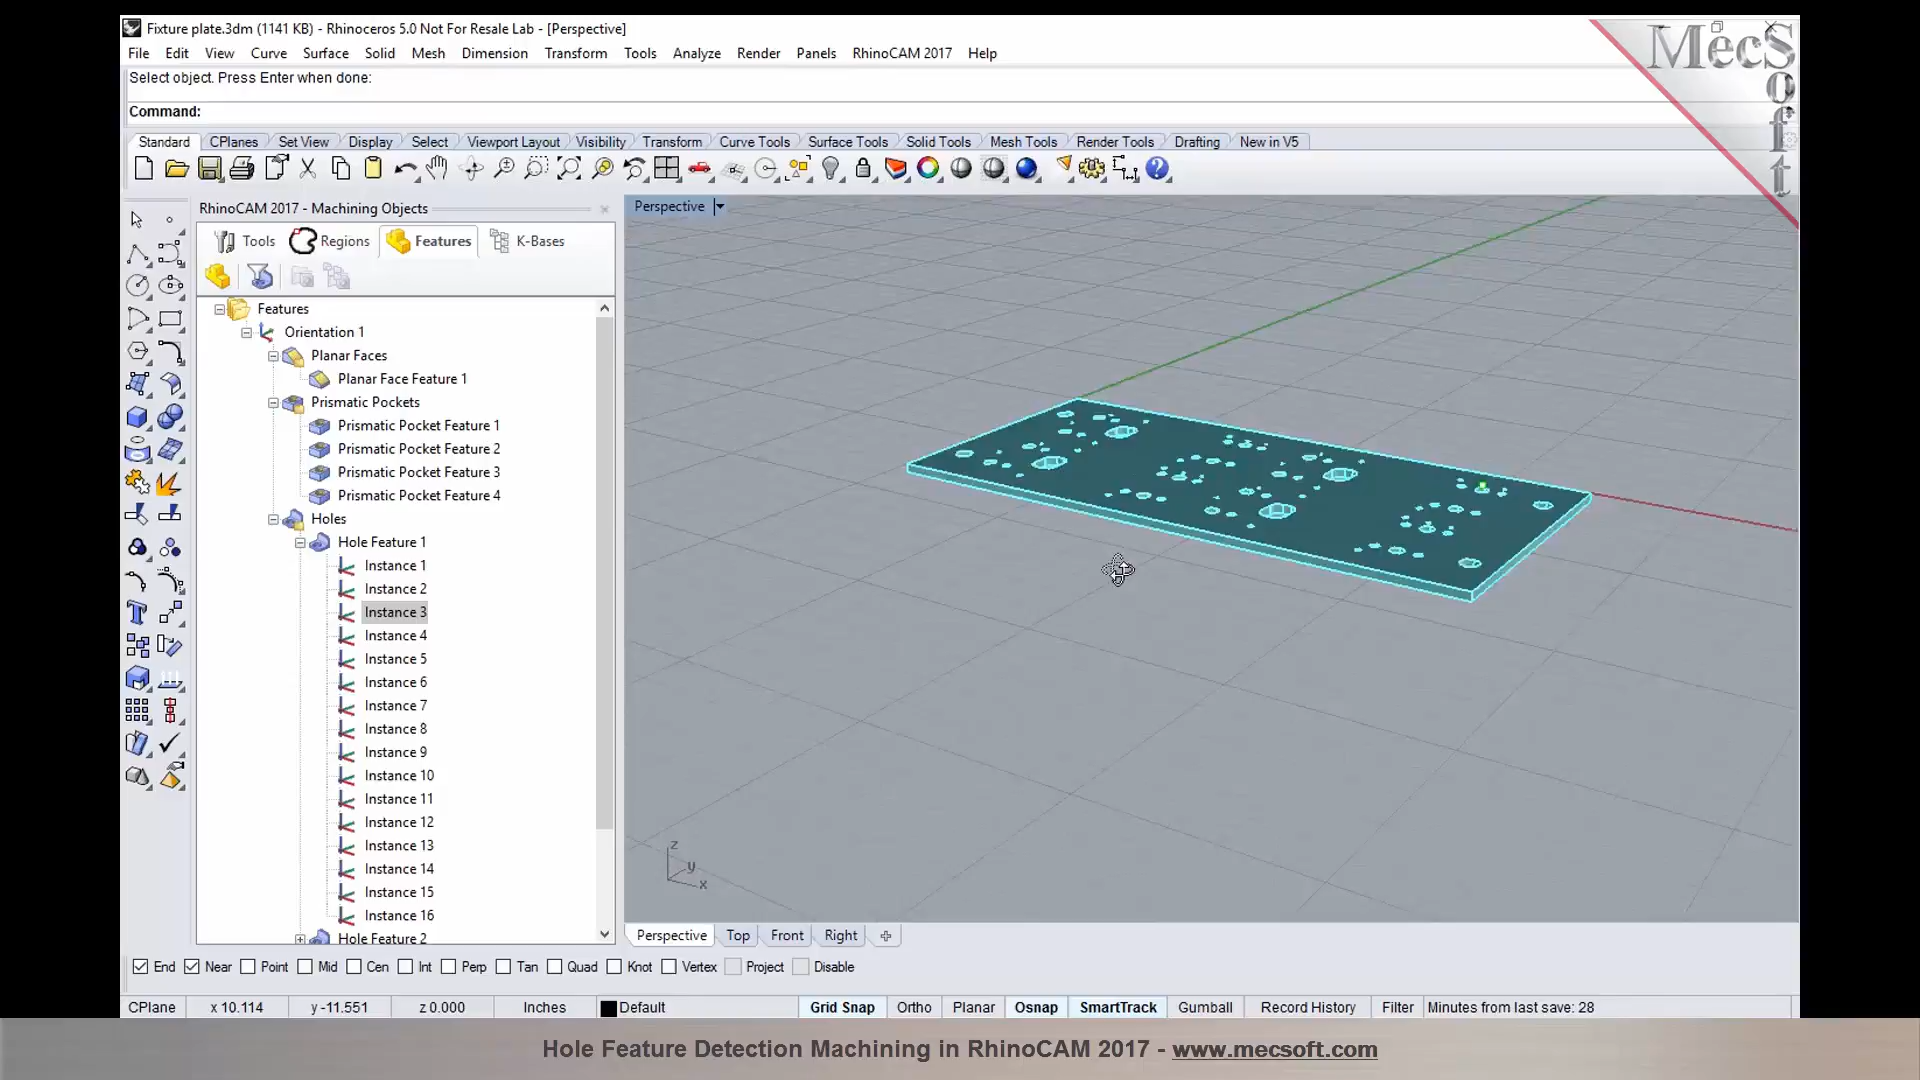 Fixture plate.3dm (1141 KB) - Rhinoceros 5.0 Not For Resale Lab - [Perspective]
MecSoft
File Edit View Curve Surface Solid Mesh Dimension Transform Tools Analyze Render Panels RhinoCAM 2017 Help
Select object. Press Enter when done:
Command:
Standard CPlanes Set View Display Select Viewport Layout Visibility Transform Curve Tools Surface Tools Solid Tools Mesh Tools Render Tools Drafting New in V5
RhinoCAM 2017 - Machining Objects
Perspective
Tools Regions Features K-Bases
Features
Orientation 1
Planar Faces
Planar Face Feature 1
Prismatic Pockets
Prismatic Pocket Feature 1
Prismatic Pocket Feature 2
Prismatic Pocket Feature 3
Prismatic Pocket Feature 4
Holes
Hole Feature 1
Instance 1
Instance 2
Instance 3
Instance 4
Instance 5
Instance 6
Instance 7
Instance 8
Instance 9
Instance 10
Instance 11
Instance 12
Instance 13
Instance 14
Instance 15
Instance 16
Hole Feature 2
z
y
x
Perspective Top Front Right
End Near Point Mid Cen Int Perp Tan Quad Knot Vertex Project Disable
CPlane x 10.114 y -11.551 z 0.000 Inches Default Grid Snap Ortho Planar Osnap SmartTrack Gumball Record History Filter Minutes from last save: 28
Hole Feature Detection Machining in RhinoCAM 2017 - www.mecsoft.com